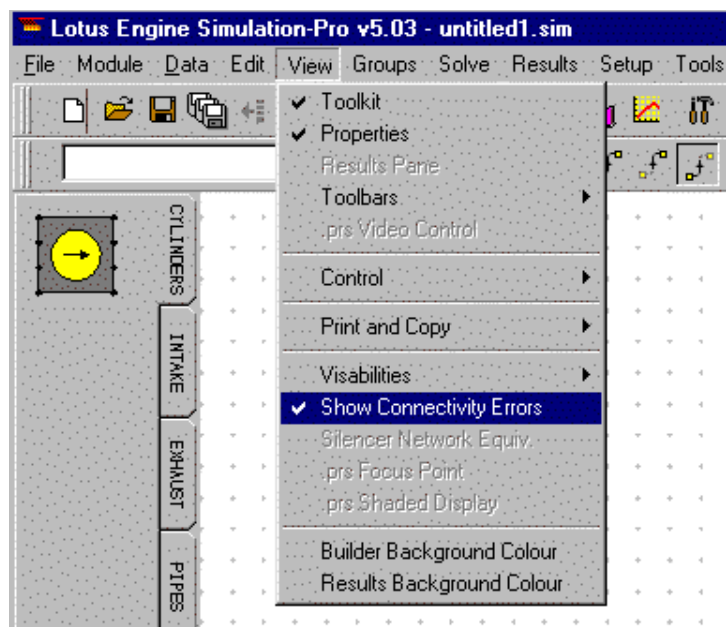 Lotus Engine Simulation-Pro v5.03 - untitled1.sim
File Module Data Edit View Groups Solve Results Setup Tools
Toolkit
Properties
Results Pane
Toolbars
.prs Video Control
Control
Print and Copy
Visabilities
Show Connectivity Errors
Silencer Network Equiv.
.prs Focus Point
.prs Shaded Display
Builder Background Colour
Results Background Colour
CYLINDERS
INTAKE
EXHAUST
PIPES